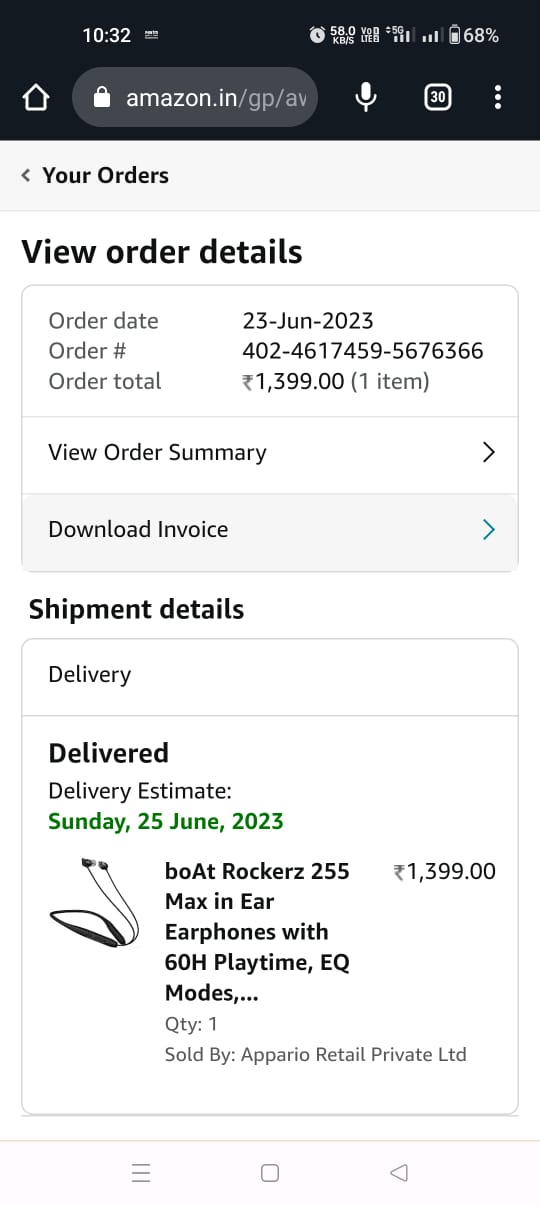 10:32
58.0 KB/S VoD LTED 5G 68%
amazon.in/gp/av
30
Your Orders
View order details
Order date 23-Jun-2023
Order # 402-4617459-5676366
Order total ₹1,399.00 (1 item)
View Order Summary
Download Invoice
Shipment details
Delivery
Delivered
Delivery Estimate:
Sunday, 25 June, 2023
boAt Rockerz 255 ₹1,399.00
Max in Ear
Earphones with
60H Playtime, EQ
Modes,...
Qty: 1
Sold By: Appario Retail Private Ltd